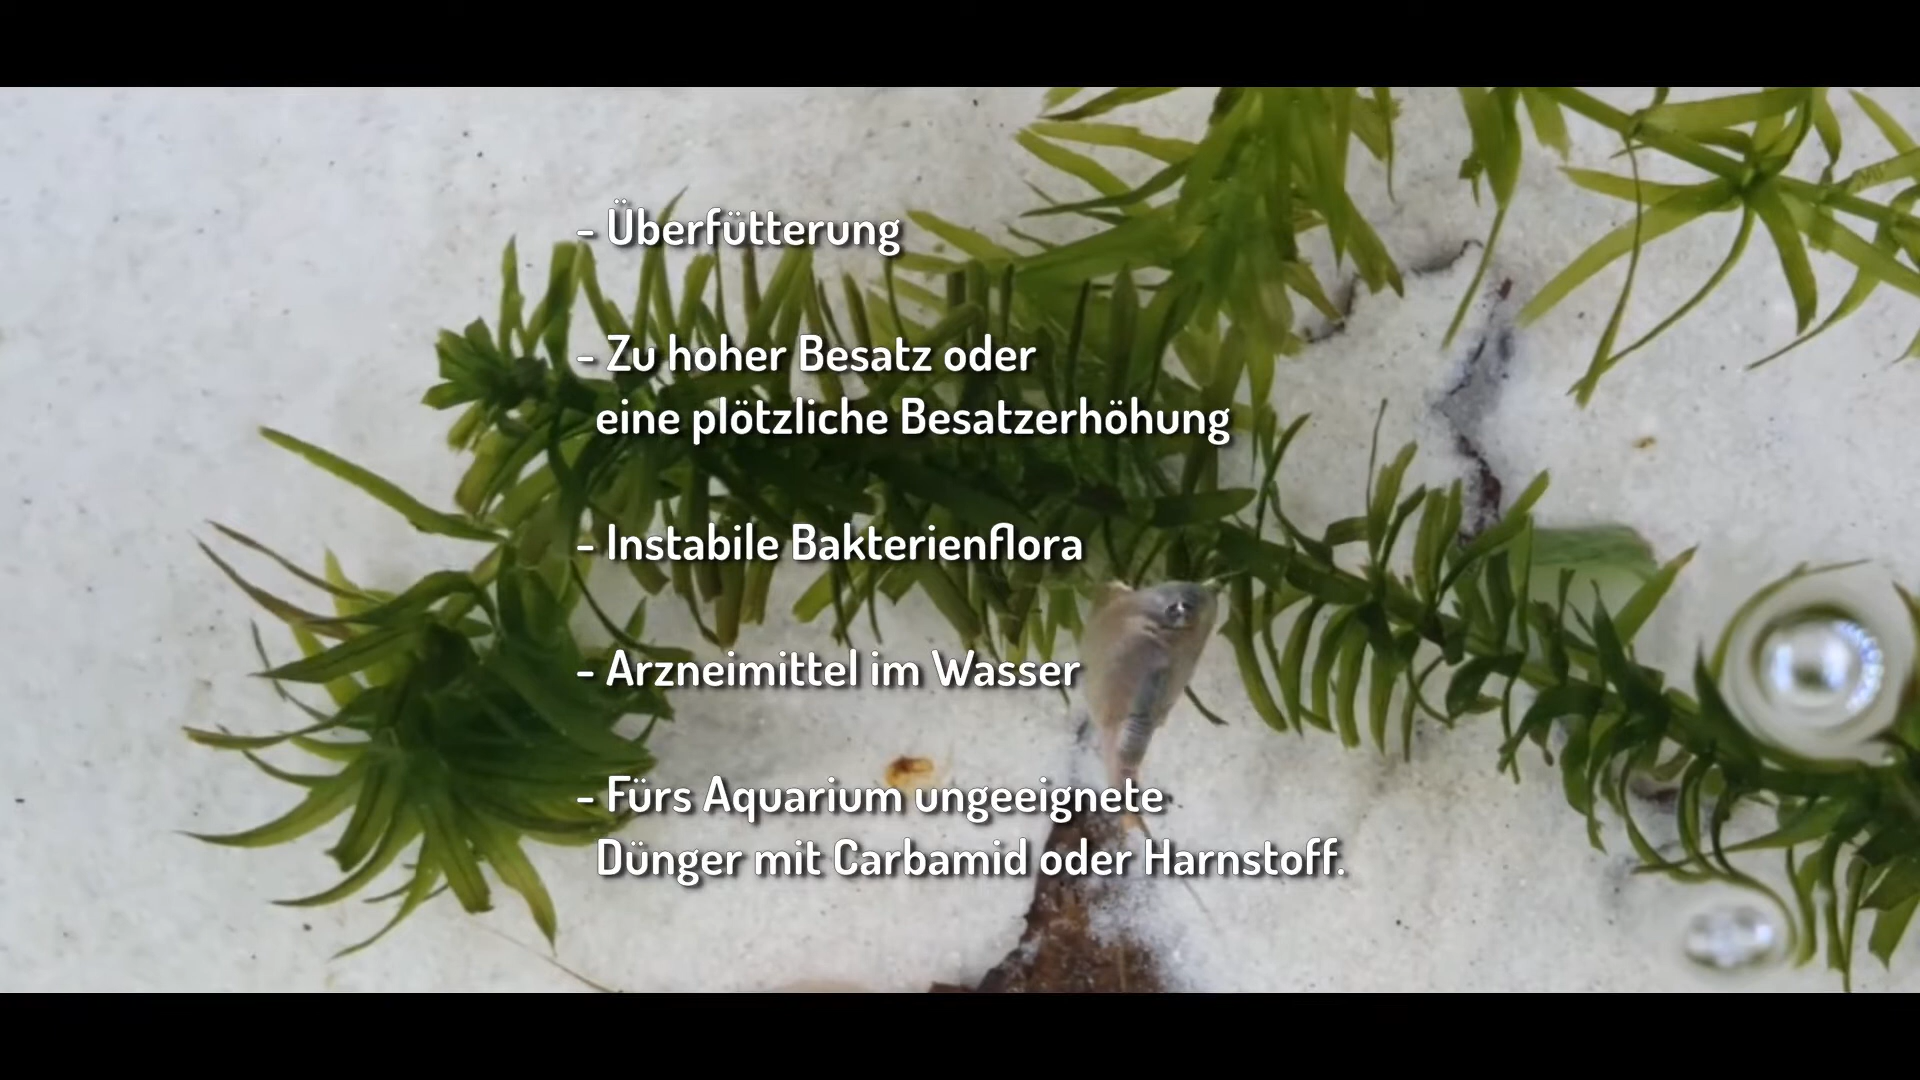 - Überfütterung
- Zu hoher Besatz oder
eine plötzliche Besatzerhöhung
- Instabile Bakterienflora
- Arzneimittel im Wasser
- Fürs Aquarium ungeeignete
Dünger mit Carbamid oder Harnstoff.